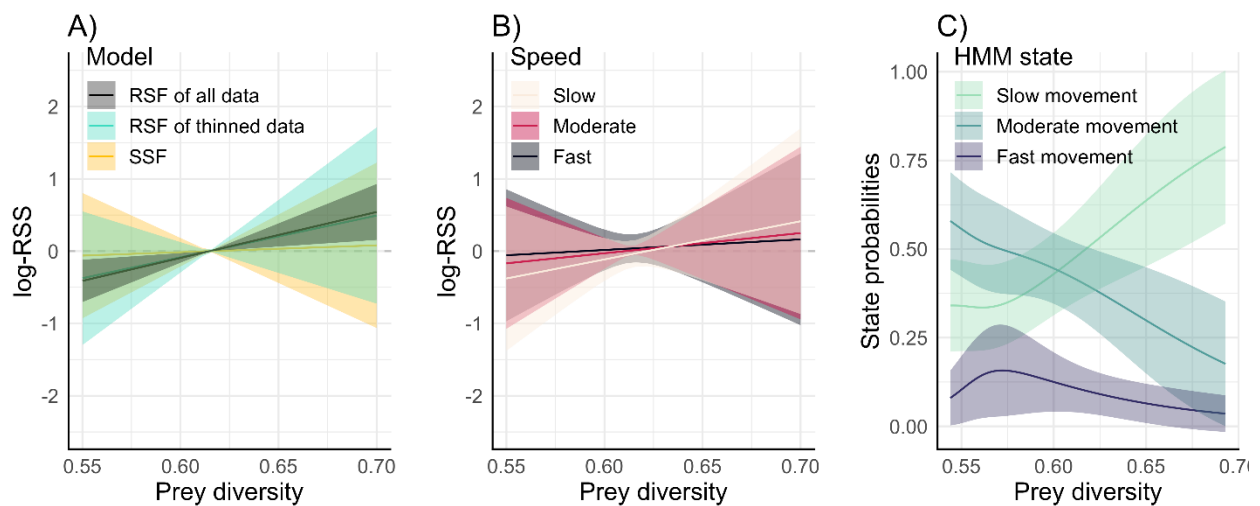 A)
Model
RSF of all data
RSF of thinned data
SSF
log-RSS
2
1
0
-1
-2
0.55 0.60 0.65 0.70
Prey diversity
B)
Speed
Slow
Moderate
Fast
log-RSS
2
1
0
-1
-2
0.55 0.60 0.65 0.70
Prey diversity
C)
HMM state
Slow movement
Moderate movement
Fast movement
State probabilities
1.00
0.75
0.50
0.25
0.00
0.55 0.60 0.65 0.7
Prey diversity